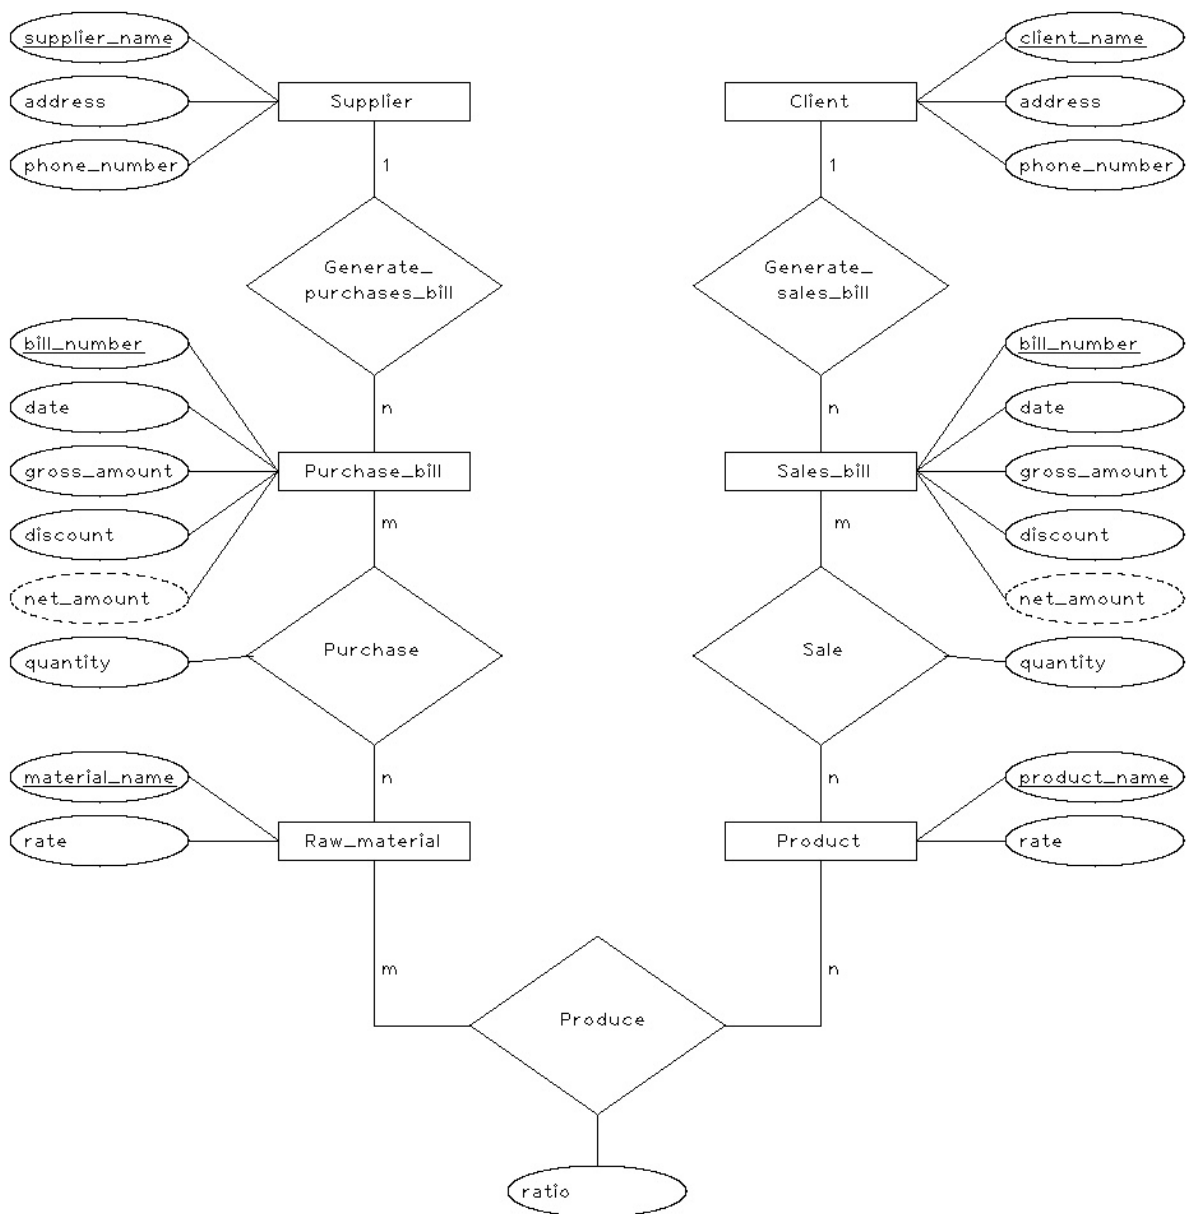 supplier_name
address
phone_number
Supplier
1
Generate_
purchases_bill
n
bill_number
date
gross_amount
discount
net_amount
Purchase_bill
m
quantity
Purchase
n
material_name
rate
Raw_material
m
client_name
address
phone_number
Client
1
Generate_
sales_bill
n
bill_number
date
gross_amount
discount
net_amount
Sales_bill
m
quantity
Sale
n
product_name
rate
Product
n
Produce
ratio